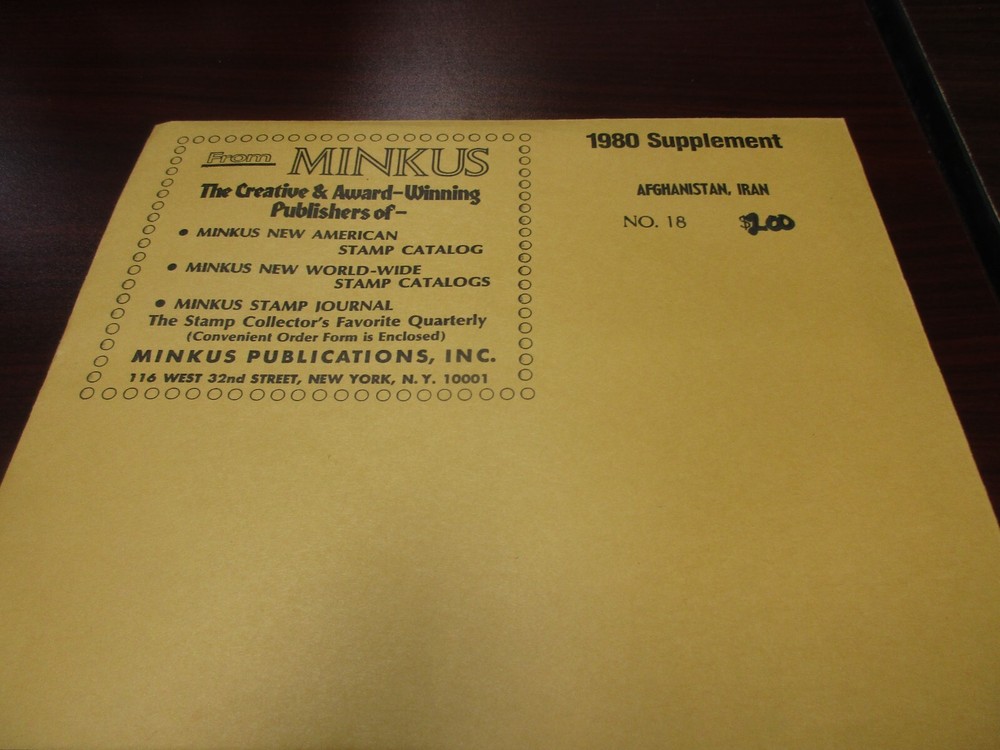 From MINKUS
The Creative & Award-Winning
Publishers of-
• MINKUS NEW AMERICAN
STAMP CATALOG
• MINKUS NEW WORLD-WIDE
STAMP CATALOGS
• MINKUS STAMP JOURNAL
The Stamp Collector's Favorite Quarterly
(Convenient Order Form is Enclosed)
MINKUS PUBLICATIONS, INC.
116 WEST 32nd STREET, NEW YORK, N.Y. 10001
1980 Supplement
AFGHANISTAN, IRAN
NO. 18 $2.00